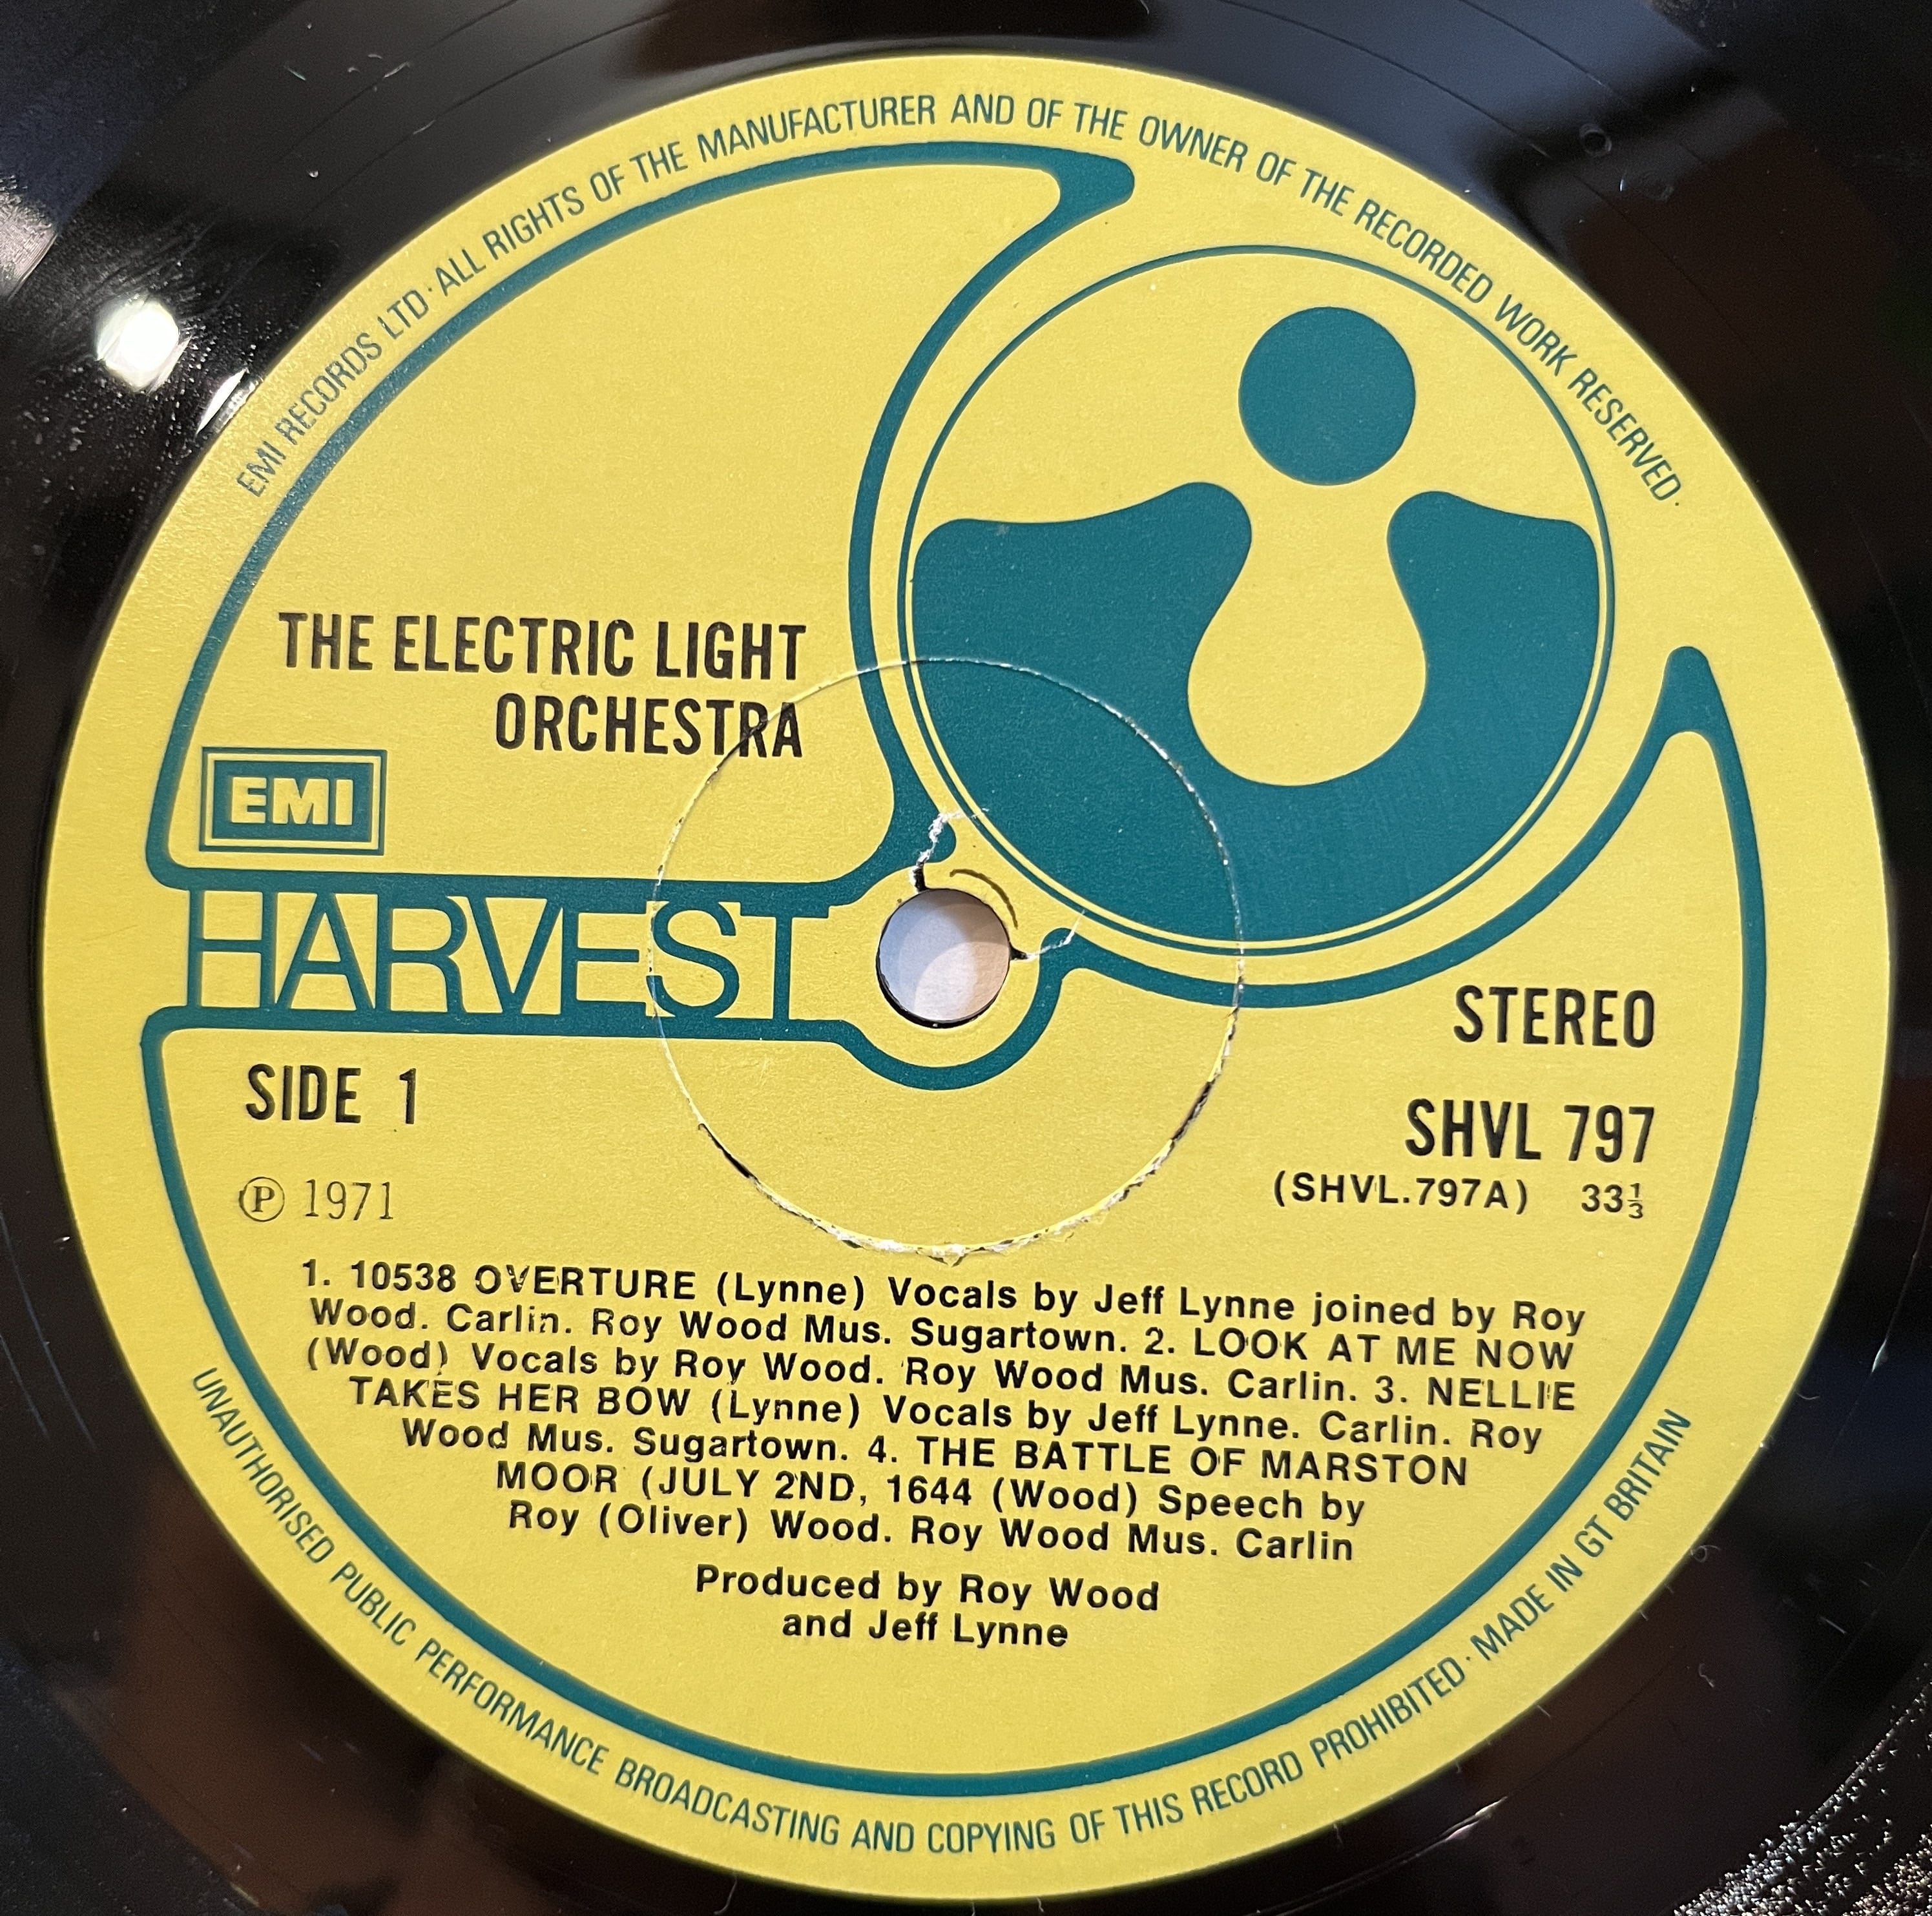 EMI RECORDS LTD · ALL RIGHTS OF THE MANUFACTURER AND OF THE OWNER OF THE RECORDED WORK RESERVED ·
THE ELECTRIC LIGHT
ORCHESTRA
EMI
HARVEST
STEREO
SIDE 1
SHVL 797
(SHVL.797A) 33⅓
Ⓟ 1971
1. 10538 OVERTURE (Lynne) Vocals by Jeff Lynne joined by Roy
Wood. Carlin. Roy Wood Mus. Sugartown. 2. LOOK AT ME NOW
(Wood) Vocals by Roy Wood. Roy Wood Mus. Carlin. 3. NELLIE
TAKES HER BOW (Lynne) Vocals by Jeff Lynne. Carlin. Roy
Wood Mus. Sugartown. 4. THE BATTLE OF MARSTON
MOOR (JULY 2ND, 1644 (Wood) Speech by
Roy (Oliver) Wood. Roy Wood Mus. Carlin
Produced by Roy Wood
and Jeff Lynne
UNAUTHORISED PUBLIC PERFORMANCE BROADCASTING AND COPYING OF THIS RECORD PROHIBITED · MADE IN GT BRITAIN